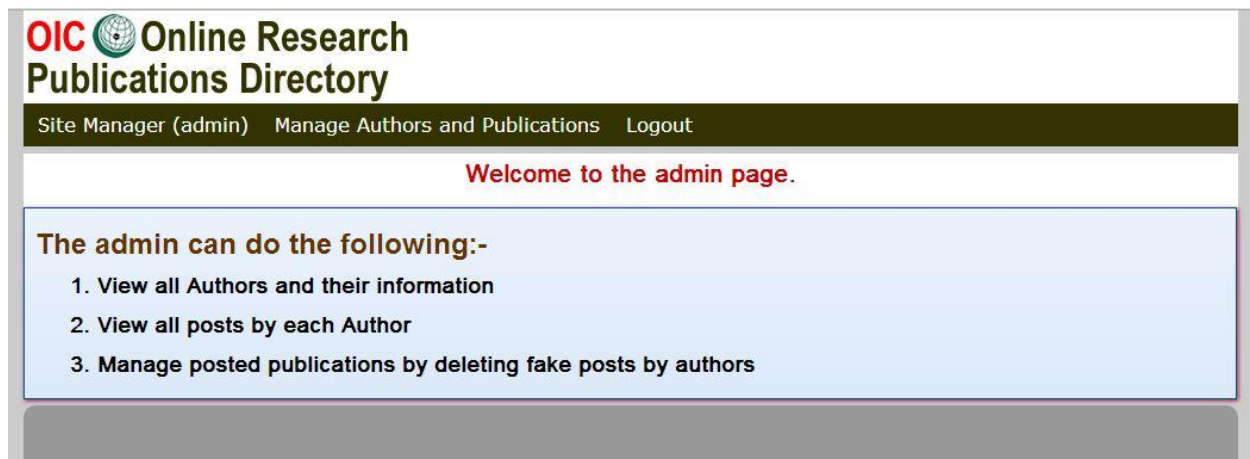 OIC Online Research
Publications Directory
Site Manager (admin) Manage Authors and Publications Logout
Welcome to the admin page.
The admin can do the following:-
1. View all Authors and their information
2. View all posts by each Author
3. Manage posted publications by deleting fake posts by authors